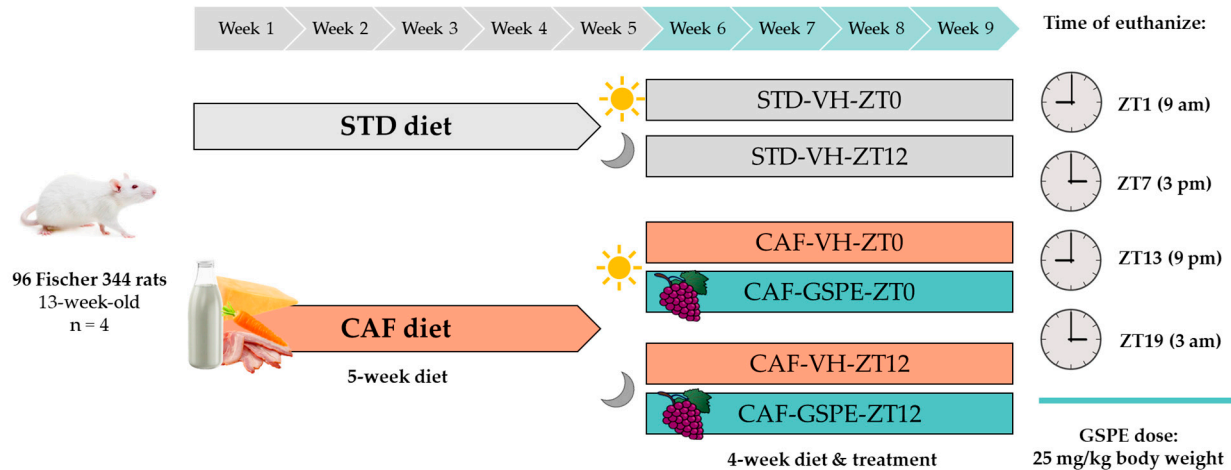 Week 1
Week 2
Week 3
Week 4
Week 5
Week 6
Week 7
Week 8
Week 9
Time of euthanize:
STD diet
STD-VH-ZT0
STD-VH-ZT12
ZT1 (9 am)
ZT7 (3 pm)
96 Fischer 344 rats
13-week-old
n = 4
CAF diet
5-week diet
CAF-VH-ZT0
CAF-GSPE-ZT0
CAF-VH-ZT12
CAF-GSPE-ZT12
4-week diet & treatment
ZT13 (9 pm)
ZT19 (3 am)
GSPE dose:
25 mg/kg body weight